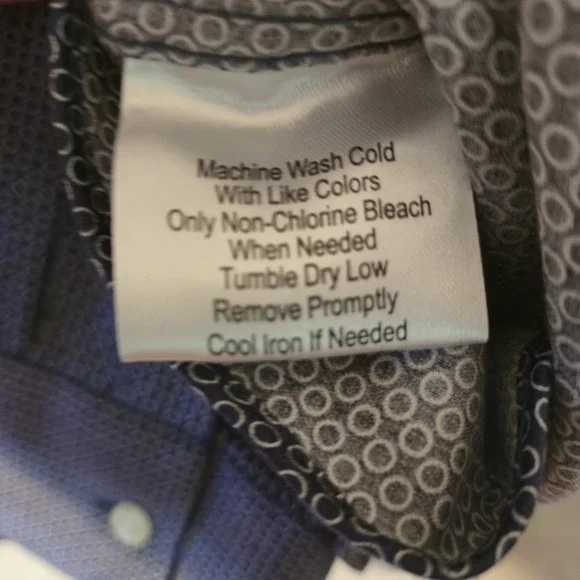 Machine Wash Cold
With Like Colors
Only Non-Chlorine Bleach
When Needed
Tumble Dry Low
Remove Promptly
Cool Iron If Needed